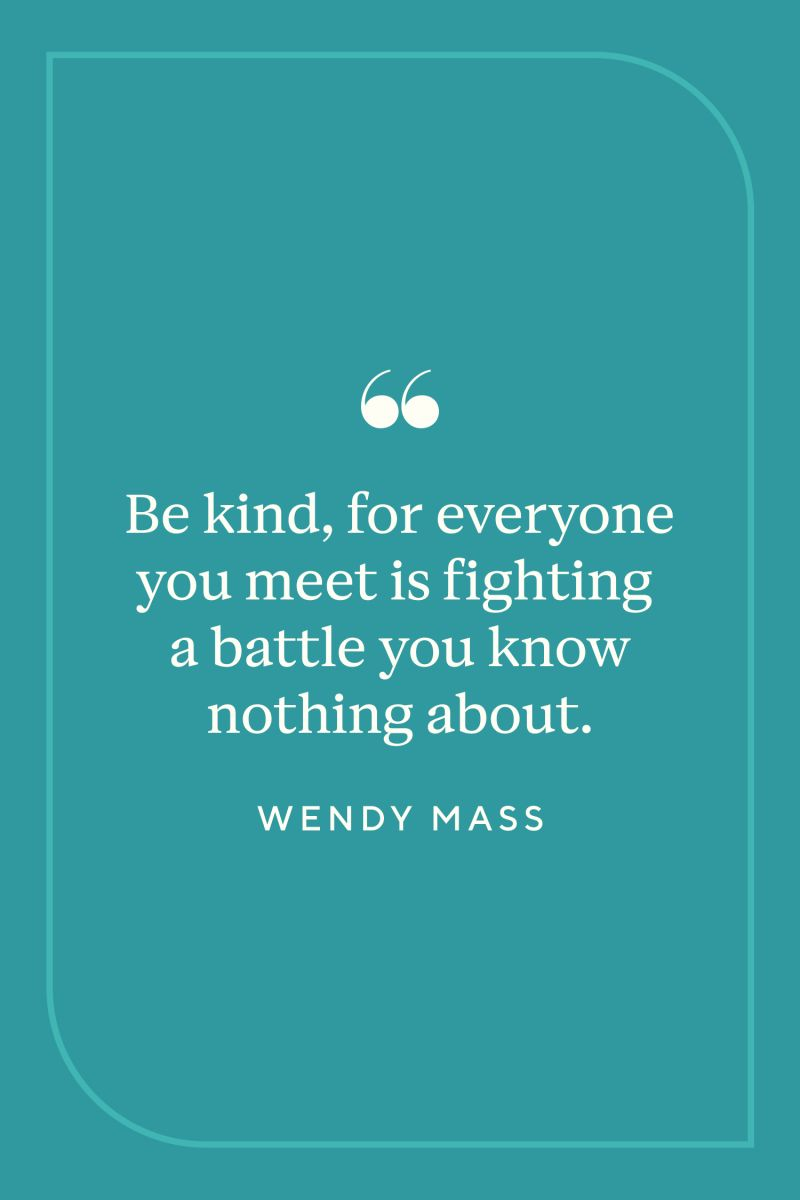 “
Be kind, for everyone
you meet is fighting
a battle you know
nothing about.
WENDY MASS